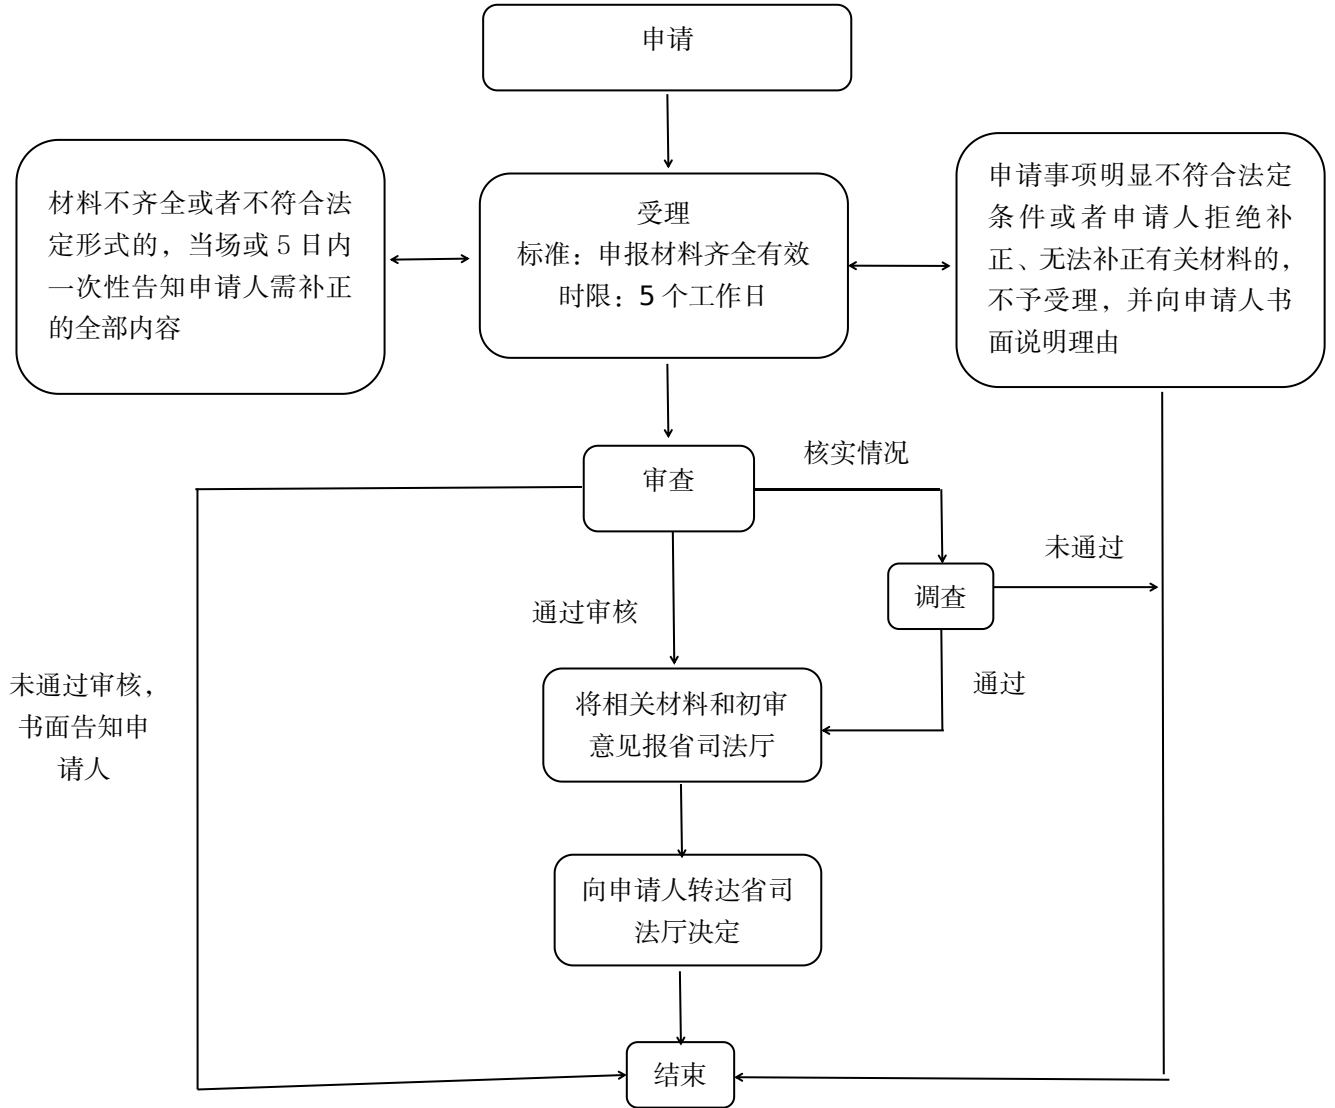 申请
材料不齐全或者不符合法
定形式的，当场或 5 日内
一次性告知申请人需补正
的全部内容
受理
标准：申报材料齐全有效
时限：5 个工作日
申请事项明显不符合法定
条件或者申请人拒绝补
正、无法补正有关材料的，
不予受理，并向申请人书
面说明理由
审查
核实情况
未通过
调查
通过审核
通过
未通过审核，
书面告知申
请人
将相关材料和初审
意见报省司法厅
向申请人转达省司
法厅决定
结束